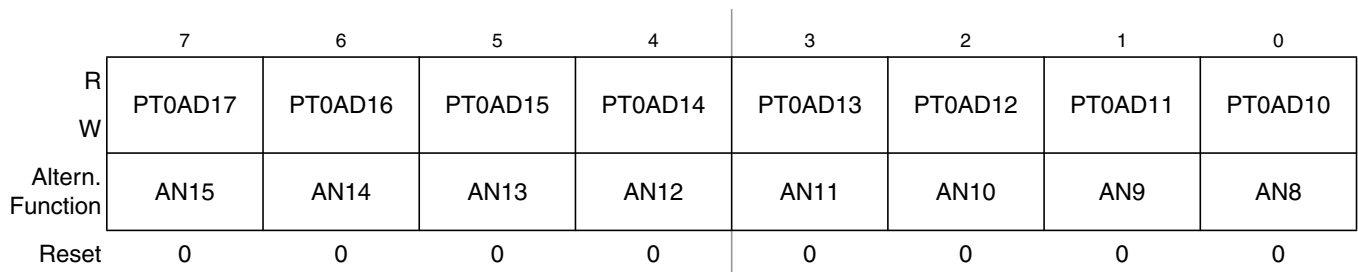 7 6 5 4 3 2 1 0
R
W
PT0AD17 PT0AD16 PT0AD15 PT0AD14 PT0AD13 PT0AD12 PT0AD11 PT0AD10
Altern.
Function
AN15 AN14 AN13 AN12 AN11 AN10 AN9 AN8
Reset 0 0 0 0 0 0 0 0